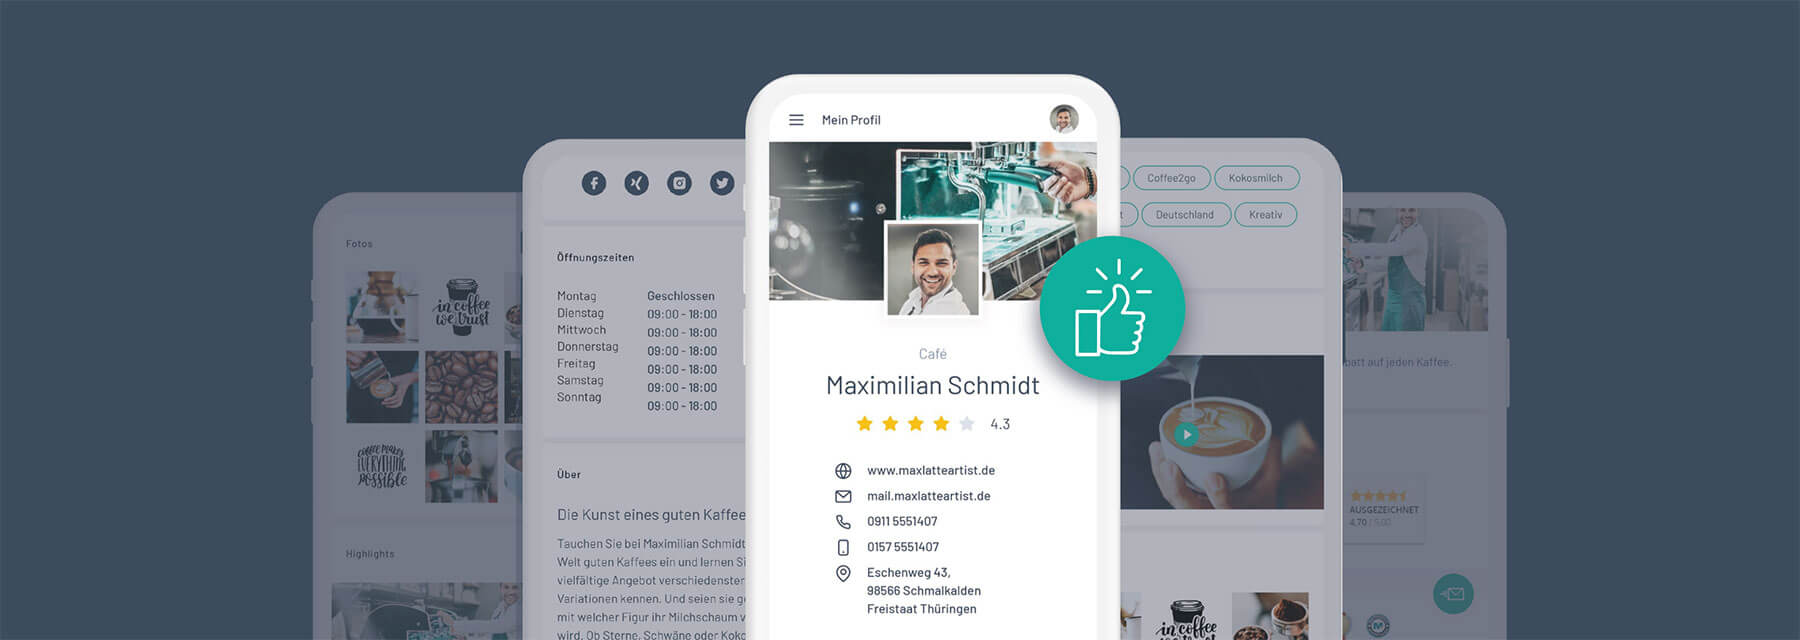 Fotos
in coffee
we trust
coffee makes
EVERYTHING
possible
Highlights
Öffnungszeiten
Montag Geschlossen
Dienstag 09:00 - 18:00
Mittwoch 09:00 - 18:00
Donnerstag 09:00 - 18:00
Freitag 09:00 - 18:00
Samstag 09:00 - 18:00
Sonntag 09:00 - 18:00
Über
Die Kunst eines guten Kaffee
Tauchen Sie bei Maximilian Schmidt
Welt guten Kaffees ein und lernen Si
vielfältige Angebot verschiedenster
Variationen kennen. Und seien sie g
mit welcher Figur ihr Milchschaum v
wird. Ob Sterne, Schwäne oder Koko
Mein Profil
Café
Maximilian Schmidt
4.3
www.maxlatteartist.de
mail.maxlatteartist.de
0911 5551407
0157 5551407
Eschenweg 43,
98566 Schmalkalden
Freistaat Thüringen
Coffee2go
Kokosmilch
t
Deutschland
Kreativ
in coffee
we trust
batt auf jeden Kaffee.
AUSGEZEICHNET
4,70 / 5,00